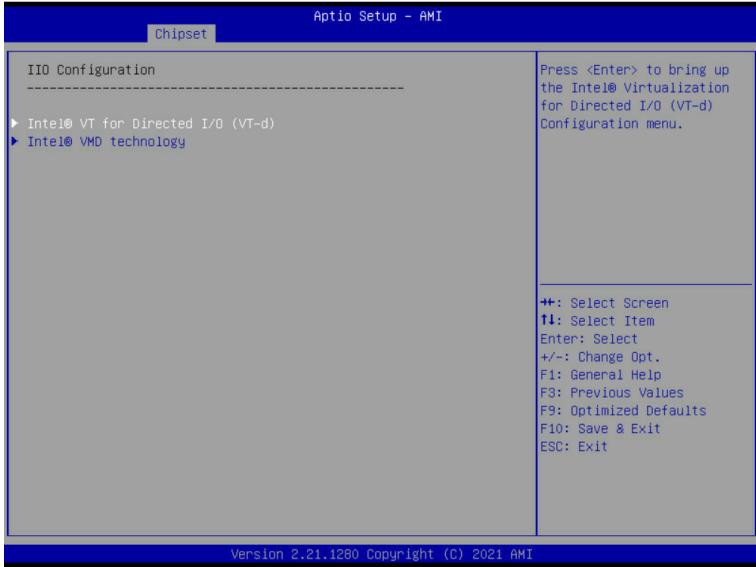 Aptio Setup – AMI
Chipset
IIO Configuration
------------------------------------------------
Intel® VT for Directed I/O (VT-d)
Intel® VMD technology
Press <Enter> to bring up
the Intel® Virtualization
for Directed I/O (VT-d)
Configuration menu.
→←: Select Screen
↑↓: Select Item
Enter: Select
+/-: Change Opt.
F1: General Help
F3: Previous Values
F9: Optimized Defaults
F10: Save & Exit
ESC: Exit
Version 2.21.1280 Copyright (C) 2021 AMI